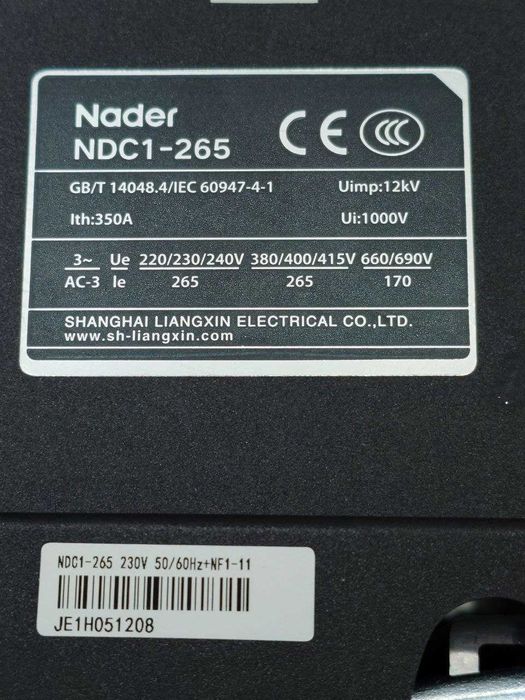 Nader
NDC1-265
CE CCC
GB/T 14048.4/IEC 60947-4-1 Uimp:12kV
Ith:350A Ui:1000V
3~ Ue 220/230/240V 380/400/415V 660/690V
AC-3 Ie 265 265 170
SHANGHAI LIANGXIN ELECTRICAL CO.,LTD.
www.sh-liangxin.com
NDC1-265 230V 50/60Hz+NF1-11
JE1H051208